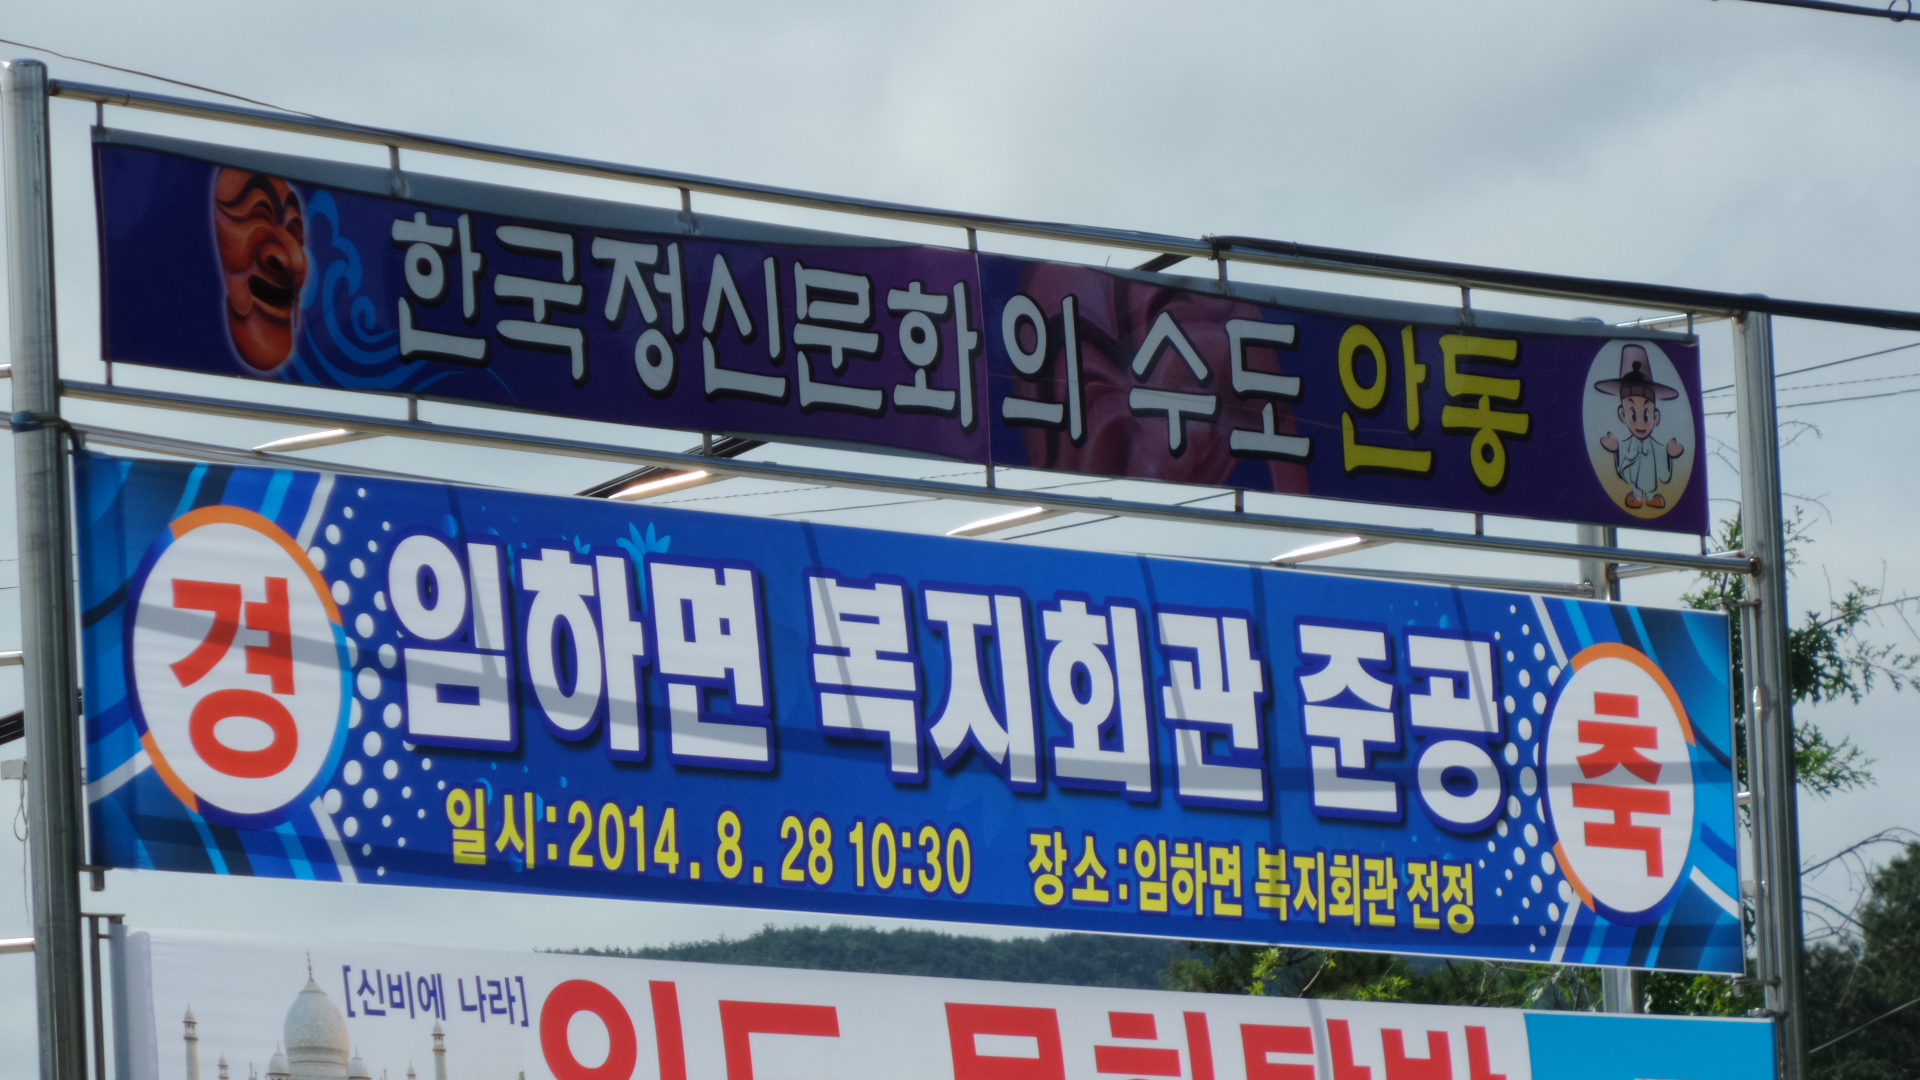 한국정신문화의 수도 안동
경 임하면 복지회관 준공 축
일시:2014. 8. 28 10:30 장소:임하면 복지회관 전정
[신비에 나라]